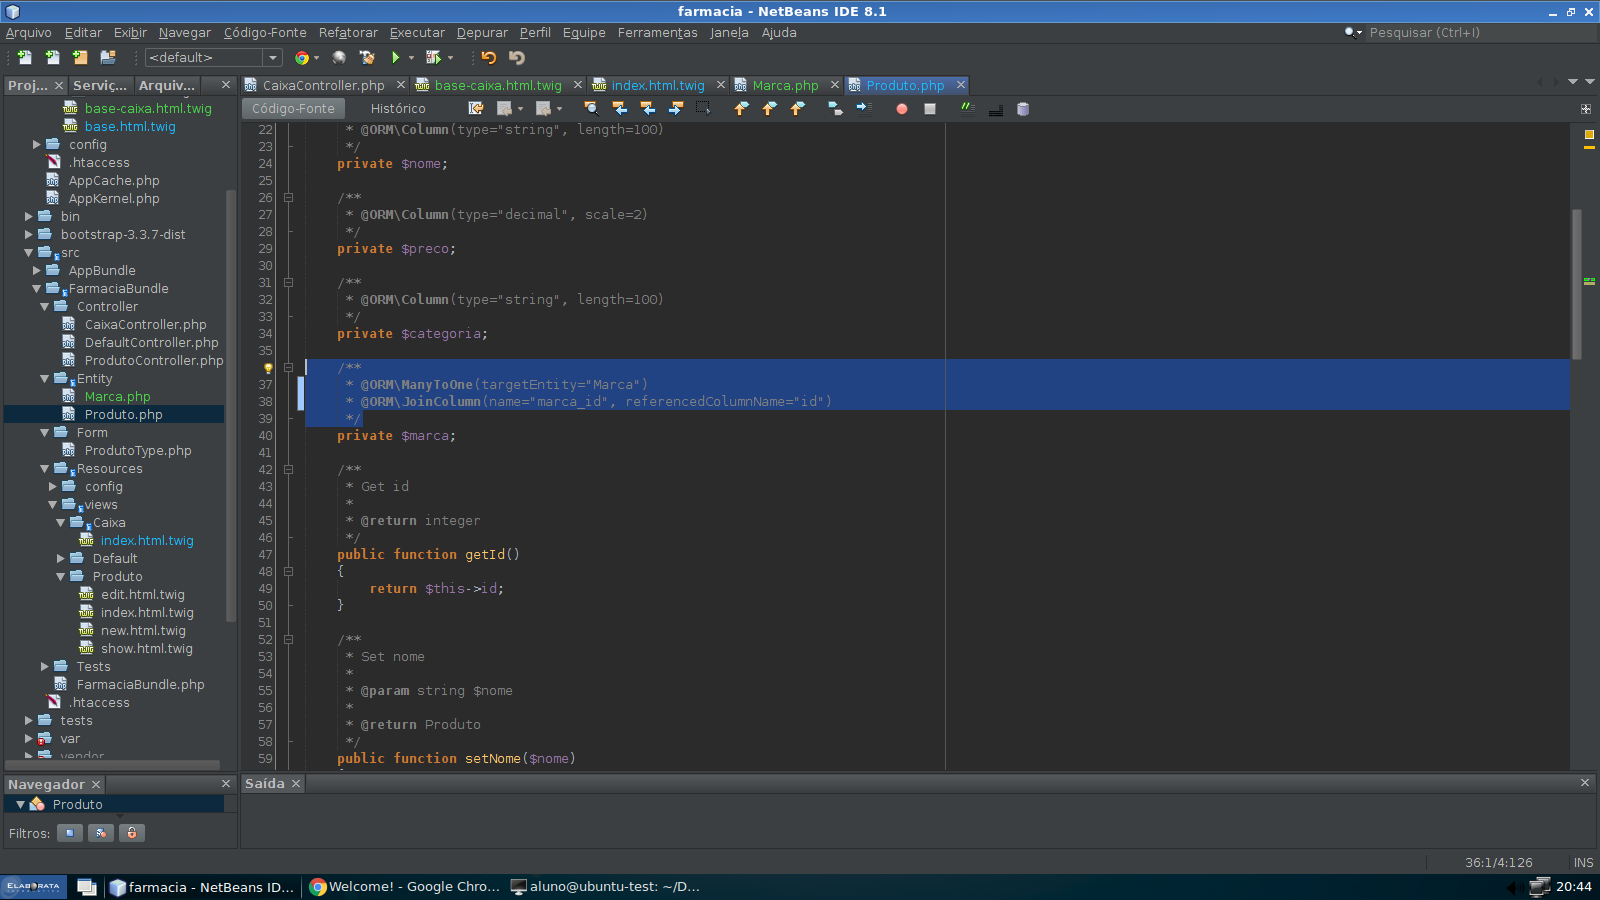 farmacia - NetBeans IDE 8.1
Arquivo Editar Exibir Navegar Código-Fonte Refatorar Executar Depurar Perfil Equipe Ferramentas Janela Ajuda
Pesquisar (Ctrl+I)
<default>
Proj... Serviç... Arquiv...
CaixaController.php base-caixa.html.twig index.html.twig Marca.php Produto.php
Código-Fonte Histórico
base-caixa.html.twig
base.html.twig
config
.htaccess
AppCache.php
AppKernel.php
bin
bootstrap-3.3.7-dist
src
AppBundle
FarmaciaBundle
Controller
CaixaController.php
DefaultController.php
ProdutoController.php
Entity
Marca.php
Produto.php
Form
ProdutoType.php
Resources
config
views
Caixa
index.html.twig
Default
Produto
edit.html.twig
index.html.twig
new.html.twig
show.html.twig
Tests
FarmaciaBundle.php
.htaccess
tests
var
vendor
22 * @ORM\Column(type="string", length=100)
23 */
24 private $nome;
25
26 /**
27 * @ORM\Column(type="decimal", scale=2)
28 */
29 private $preco;
30
31 /**
32 * @ORM\Column(type="string", length=100)
33 */
34 private $categoria;
35
/**
37 * @ORM\ManyToOne(targetEntity="Marca")
38 * @ORM\JoinColumn(name="marca_id", referencedColumnName="id")
39 */
40 private $marca;
41
42 /**
43 * Get id
44 *
45 * @return integer
46 */
47 public function getId()
48 {
49 return $this->id;
50 }
51
52 /**
53 * Set nome
54 *
55 * @param string $nome
56 *
57 * @return Produto
58 */
59 public function setNome($nome)
Navegador
Produto
Filtros:
Saída
36:1/4:126 INS
ELABORATA
farmacia - NetBeans ID...
Welcome! - Google Chro...
aluno@ubuntu-test: ~/D...
20:44